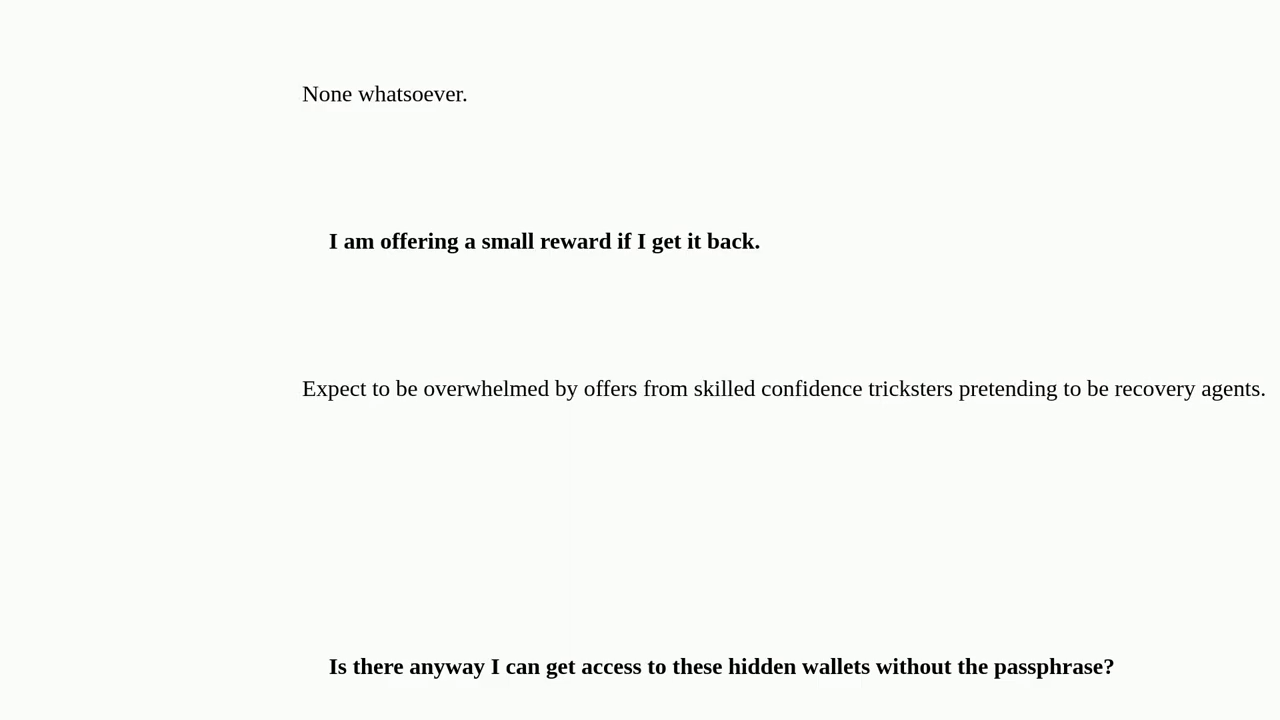 None whatsoever.
I am offering a small reward if I get it back.
Expect to be overwhelmed by offers from skilled confidence tricksters pretending to be recovery agents.
Is there anyway I can get access to these hidden wallets without the passphrase?